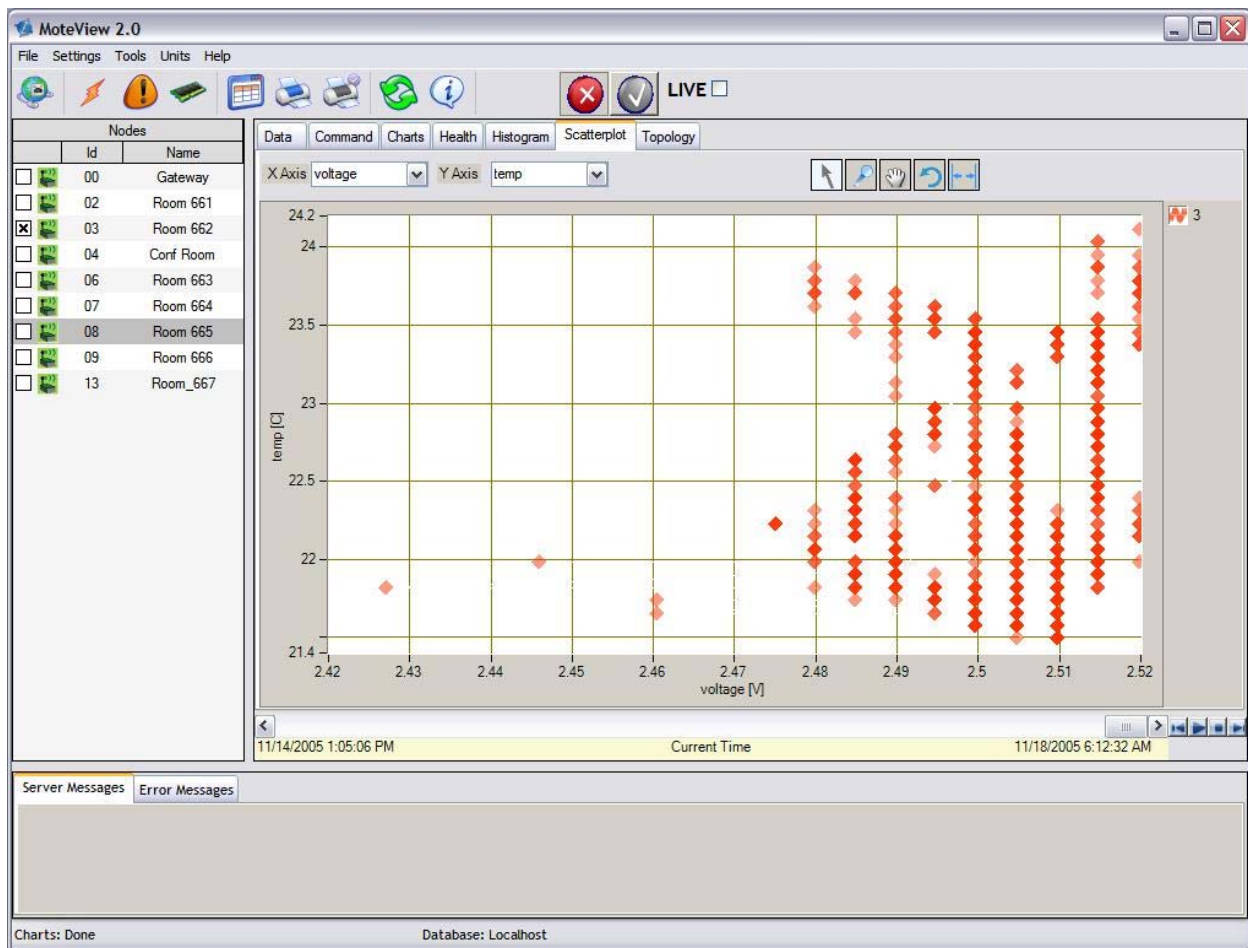 MoteView 2.0
File Settings Tools Units Help
LIVE
Nodes
Id Name
00 Gateway
02 Room 661
03 Room 662
04 Conf Room
06 Room 663
07 Room 664
08 Room 665
09 Room 666
13 Room_667
Data Command Charts Health Histogram Scatterplot Topology
X Axis voltage Y Axis temp
3
24.2
24
23.5
23
22.5
22
21.4
temp [C]
2.42 2.43 2.44 2.45 2.46 2.47 2.48 2.49 2.5 2.51 2.52
voltage [V]
11/14/2005 1:05:06 PM Current Time 11/18/2005 6:12:32 AM
Server Messages Error Messages
Charts: Done Database: Localhost